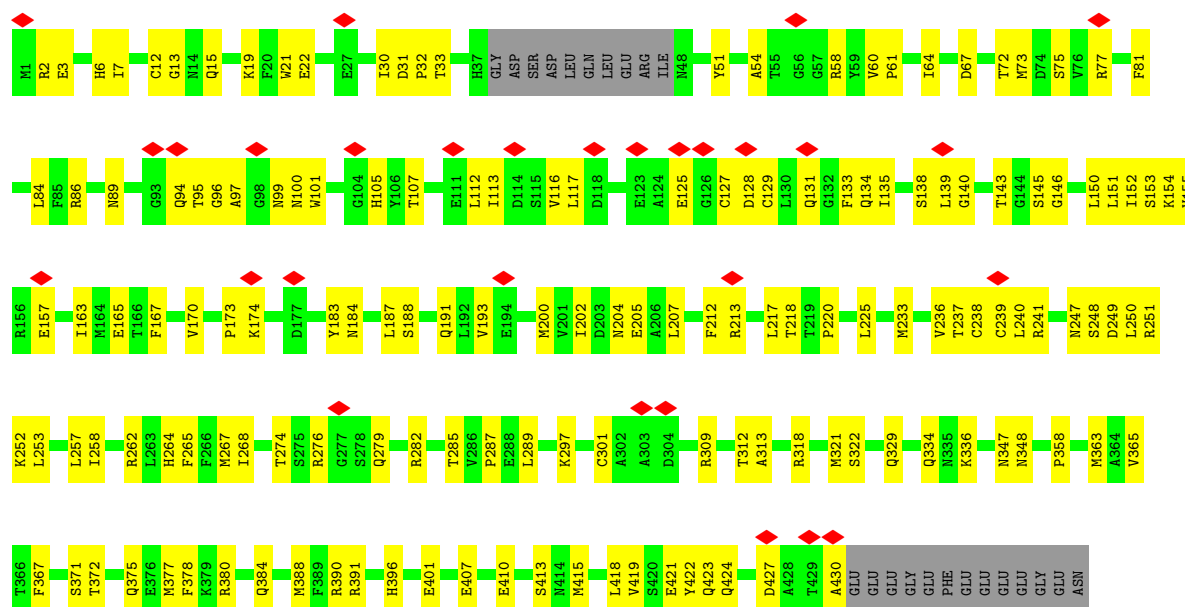 M1 R2 E3 H6 I7 C12 G13 N14 Q15 K19 F20 W21 E22 E27 I30 D31 P32 T33 H37 GLY ASP SER ASP LEU GLN LEU GLU ARG ILE N48 Y51 A54 T55 G56 G57 R58 Y59 V60 P61 I64 D67 T72 M73 D74 S75 V76 R77 F81
L84 F85 R86 N89 G93 Q94 T95 G96 A97 G98 N99 N100 W101 G104 H105 Y106 T107 E111 L112 I113 D114 S115 V116 L117 D118 E123 A124 E125 G126 C127 D128 C129 L130 Q131 G132 F133 Q134 I135 S138 L139 G140 T143 G144 S145 G146 L150 L151 I152 S153 K154
R156 E157 I163 M164 E165 T166 F167 V170 P173 K174 D177 Y183 N184 L187 S188 Q191 L192 V193 E194 M200 V201 I202 D203 N204 E205 A206 L207 F212 R213 L217 T218 T219 P220 L225 M233 V236 T237 C238 C239 L240 R241 N247 S248 D249 L250 R251
K252 L253 L257 I258 R262 L263 H264 F265 F266 M267 I268 T274 S275 R276 G277 S278 Q279 R282 T285 V286 P287 E288 L289 K297 C301 A302 A303 D304 R309 T312 A313 R318 M321 S322 Q329 Q334 N335 K336 N347 N348 P358 M363 A364 V365
T366 F367 S371 T372 Q375 E376 M377 F378 K379 R380 Q384 M388 F389 R390 R391 H396 E401 E407 E410 S413 N414 M415 L418 V419 S420 E421 Y422 Q423 Q424 D427 A428 T429 A430 GLU GLU GLU GLY GLU PHE GLU GLU GLU GLU GLY GLU ASN